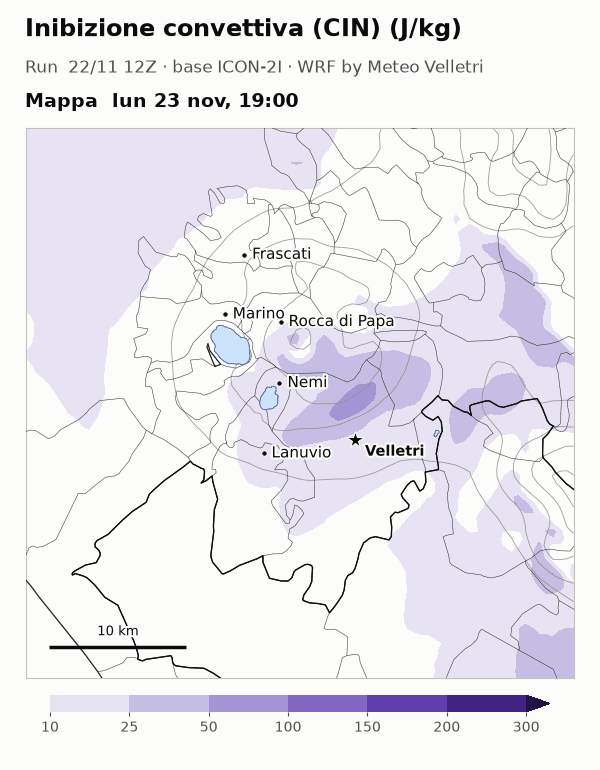 Inibizione convettiva (CIN) (J/kg)
Run  22/11 12Z · base ICON-2I · WRF by Meteo Velletri
Mappa  lun 23 nov, 19:00
Frascati
Marino
Rocca di Papa
Nemi
Velletri
Lanuvio
10 km
10 25 50 100 150 200 300